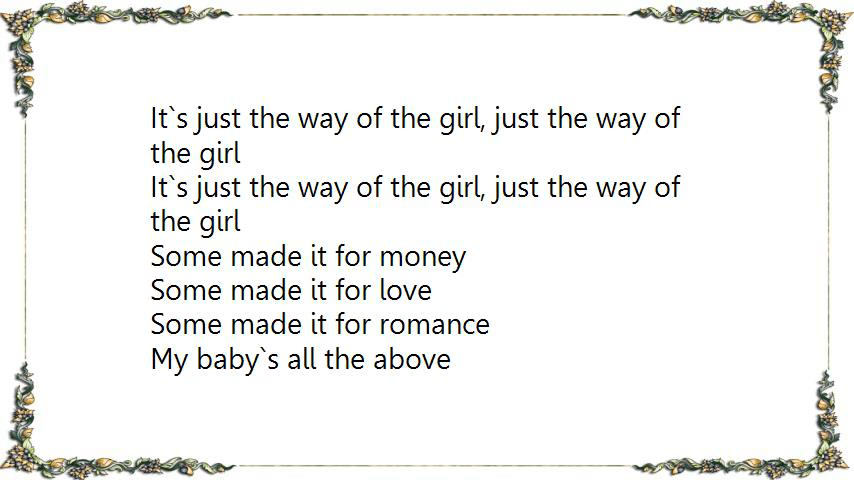 It`s just the way of the girl, just the way of
the girl
It`s just the way of the girl, just the way of
the girl
Some made it for money
Some made it for love
Some made it for romance
My baby`s all the above